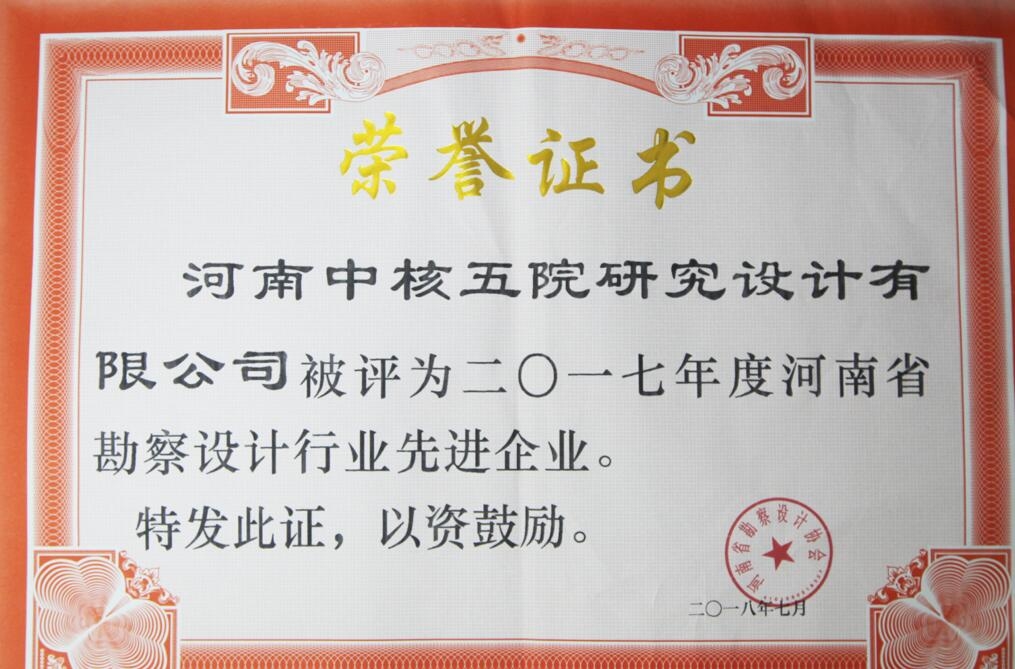 荣誉证书
河南中核五院研究设计有
限公司被评为二〇一七年度河南省
勘察设计行业先进企业。
特发此证，以资鼓励。
河南省勘察设计协会
二〇一八年七月